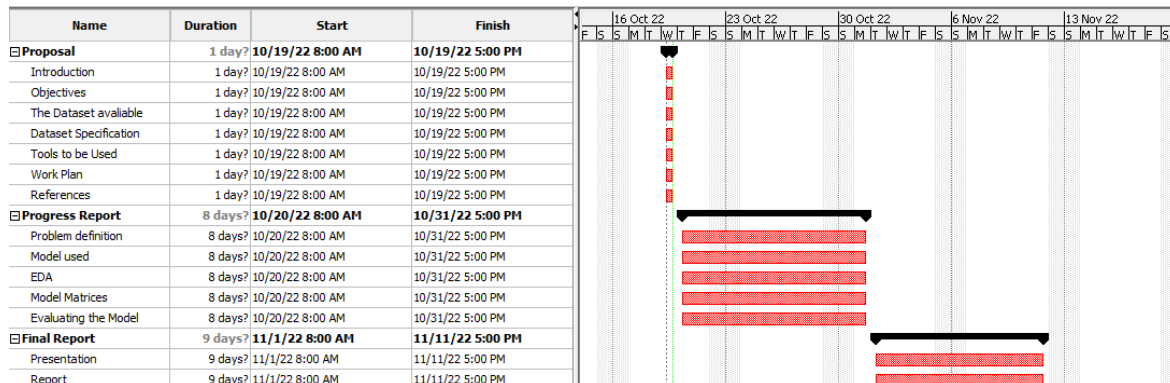 Name Duration Start Finish 16 Oct 22 23 Oct 22 30 Oct 22 6 Nov 22 13 Nov 22
F S S M T W T F S S M T W T F S S M T W T F S S M T W T F S S M T W T F S
Proposal 1 day? 10/19/22 8:00 AM 10/19/22 5:00 PM
Introduction 1 day? 10/19/22 8:00 AM 10/19/22 5:00 PM
Objectives 1 day? 10/19/22 8:00 AM 10/19/22 5:00 PM
The Dataset avaliable 1 day? 10/19/22 8:00 AM 10/19/22 5:00 PM
Dataset Specification 1 day? 10/19/22 8:00 AM 10/19/22 5:00 PM
Tools to be Used 1 day? 10/19/22 8:00 AM 10/19/22 5:00 PM
Work Plan 1 day? 10/19/22 8:00 AM 10/19/22 5:00 PM
References 1 day? 10/19/22 8:00 AM 10/19/22 5:00 PM
Progress Report 8 days? 10/20/22 8:00 AM 10/31/22 5:00 PM
Problem definition 8 days? 10/20/22 8:00 AM 10/31/22 5:00 PM
Model used 8 days? 10/20/22 8:00 AM 10/31/22 5:00 PM
EDA 8 days? 10/20/22 8:00 AM 10/31/22 5:00 PM
Model Matrices 8 days? 10/20/22 8:00 AM 10/31/22 5:00 PM
Evaluating the Model 8 days? 10/20/22 8:00 AM 10/31/22 5:00 PM
Final Report 9 days? 11/1/22 8:00 AM 11/11/22 5:00 PM
Presentation 9 days? 11/1/22 8:00 AM 11/11/22 5:00 PM
Report 9 days? 11/1/22 8:00 AM 11/11/22 5:00 PM